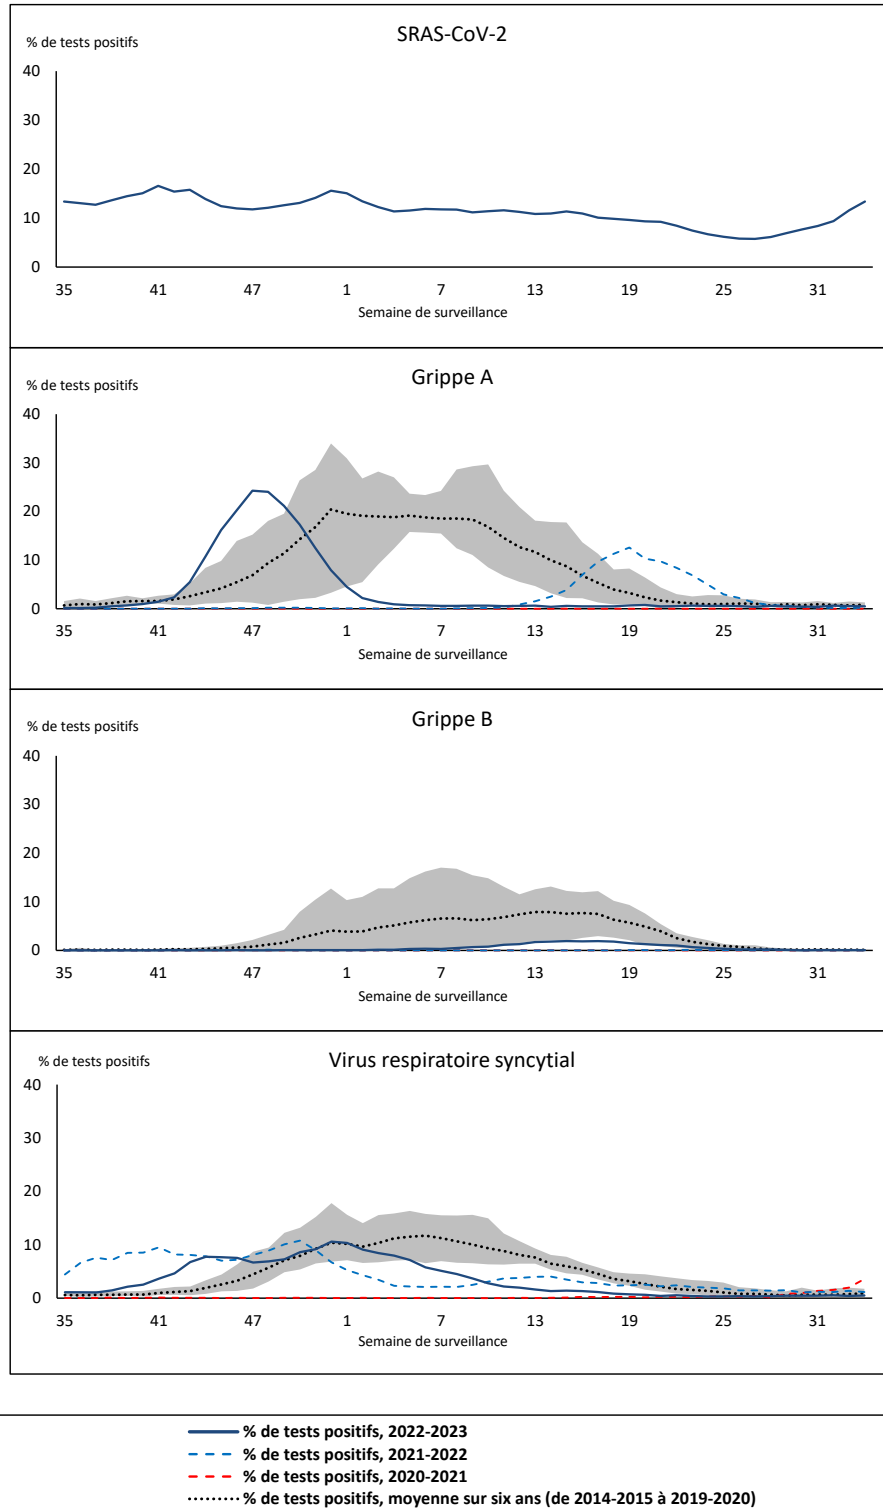 SRAS-CoV-2
% de tests positifs
40
30
20
10
0
35 41 47 1 7 13 19 25 31
Semaine de surveillance
Grippe A
% de tests positifs
40
30
20
10
0
35 41 47 1 7 13 19 25 31
Semaine de surveillance
Grippe B
% de tests positifs
40
30
20
10
0
35 41 47 1 7 13 19 25 31
Semaine de surveillance
Virus respiratoire syncytial
% de tests positifs
40
30
20
10
0
35 41 47 1 7 13 19 25 31
Semaine de surveillance
% de tests positifs, 2022-2023
% de tests positifs, 2021-2022
% de tests positifs, 2020-2021
% de tests positifs, moyenne sur six ans (de 2014-2015 à 2019-2020)